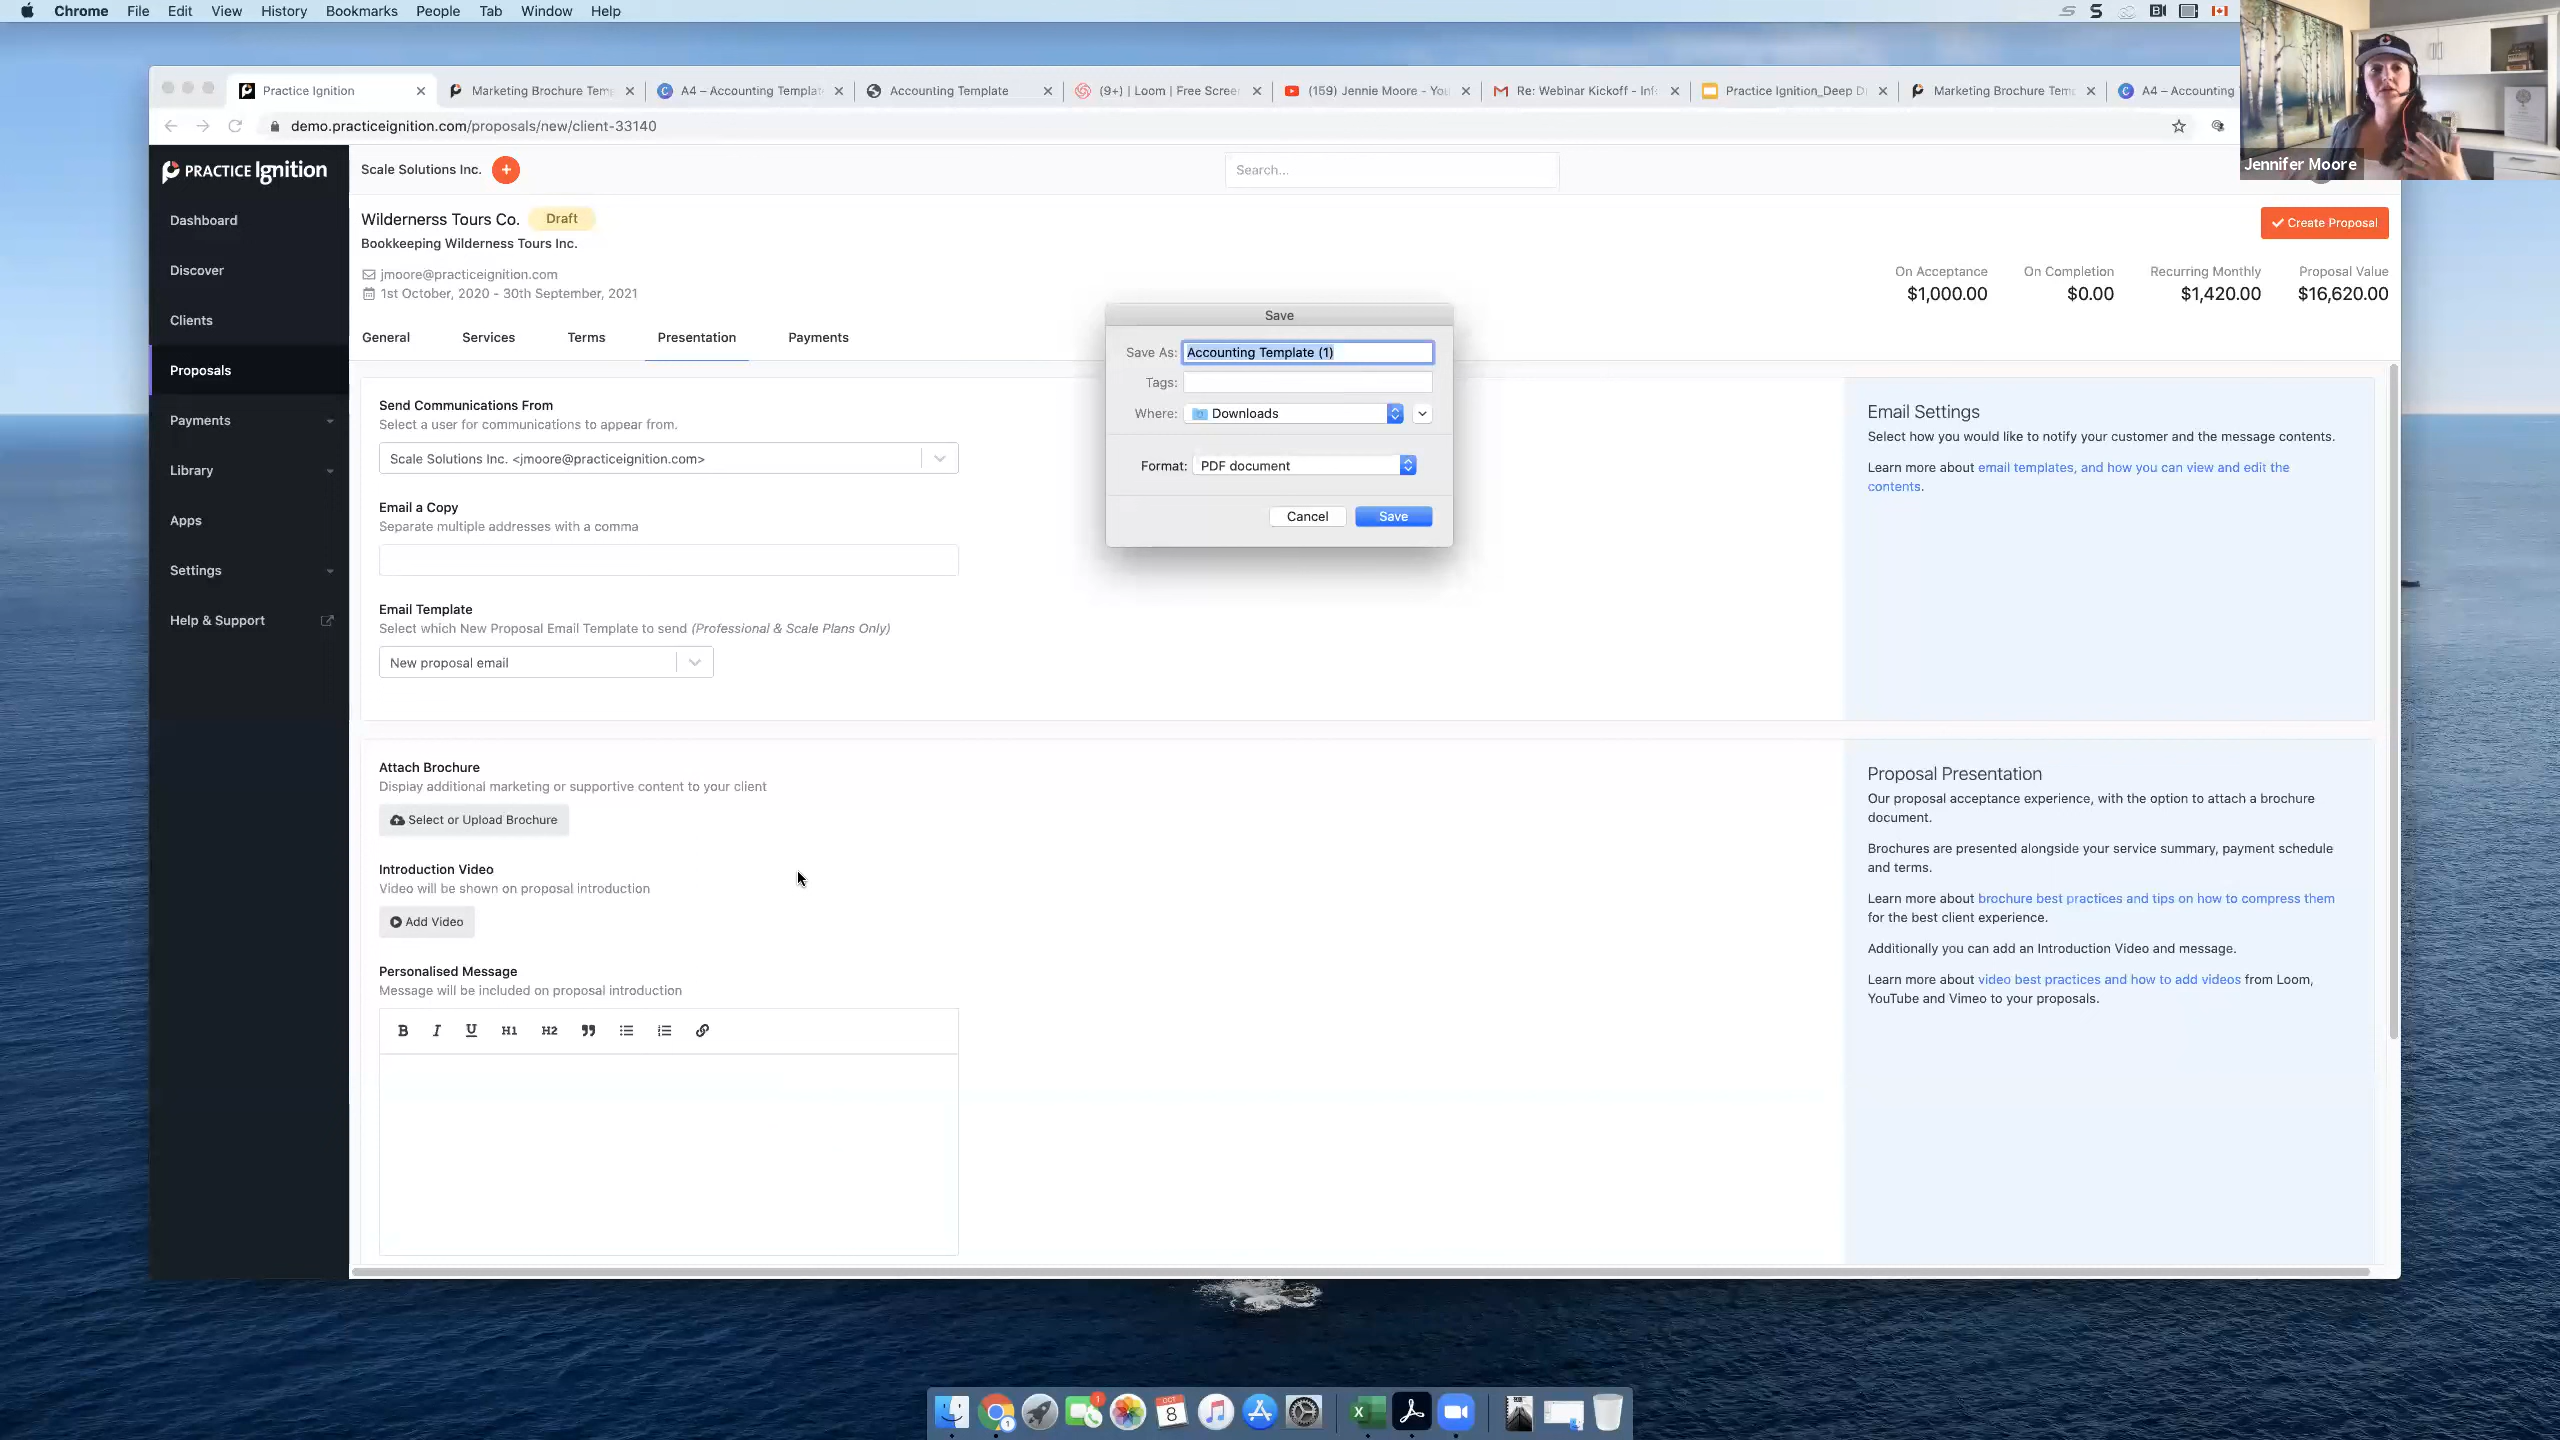 Chrome File Edit View History Bookmarks People Tab Window Help
Jennifer Moore
Practice Ignition
Marketing Brochure Temp
A4 – Accounting Template
Accounting Template
(9+) | Loom | Free Scree
(159) Jennie Moore - You
Re: Webinar Kickoff - Inf
Practice Ignition_Deep D
Marketing Brochure Temp
A4 – Accounting
demo.practiceignition.com/proposals/new/client-33140
PRACTICE Ignition
Scale Solutions Inc.
Search...
Dashboard
Discover
Clients
Proposals
Payments
Library
Apps
Settings
Help & Support
Wildernerss Tours Co. Draft
Bookkeeping Wilderness Tours Inc.
jmoore@practiceignition.com
1st October, 2020 - 30th September, 2021
Create Proposal
On Acceptance On Completion Recurring Monthly Proposal Value
$1,000.00 $0.00 $1,420.00 $16,620.00
General Services Terms Presentation Payments
Save
Save As: Accounting Template (1)
Tags:
Where: Downloads
Format: PDF document
Cancel Save
Send Communications From
Select a user for communications to appear from.
Scale Solutions Inc. <jmoore@practiceignition.com>
Email a Copy
Separate multiple addresses with a comma
Email Template
Select which New Proposal Email Template to send (Professional & Scale Plans Only)
New proposal email
Email Settings
Select how you would like to notify your customer and the message contents.
Learn more about email templates, and how you can view and edit the
contents.
Attach Brochure
Display additional marketing or supportive content to your client
Select or Upload Brochure
Introduction Video
Video will be shown on proposal introduction
Add Video
Personalised Message
Message will be included on proposal introduction
B I U H1 H2
Proposal Presentation
Our proposal acceptance experience, with the option to attach a brochure
document.
Brochures are presented alongside your service summary, payment schedule
and terms.
Learn more about brochure best practices and tips on how to compress them
for the best client experience.
Additionally you can add an Introduction Video and message.
Learn more about video best practices and how to add videos from Loom,
YouTube and Vimeo to your proposals.
OCT
8